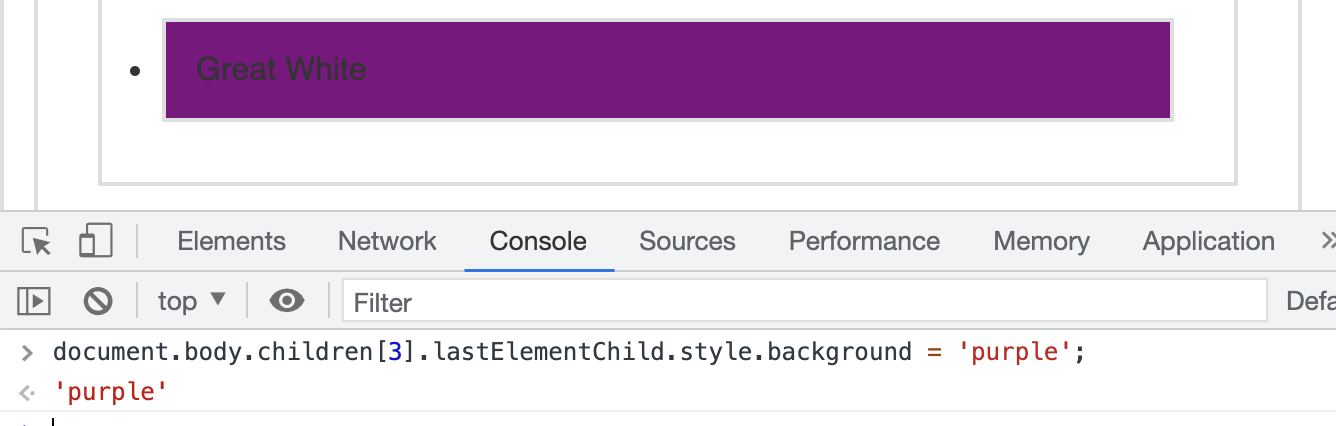 Great White
Elements Network Console Sources Performance Memory Application
top Filter Defa
document.body.children[3].lastElementChild.style.background = 'purple';
'purple'